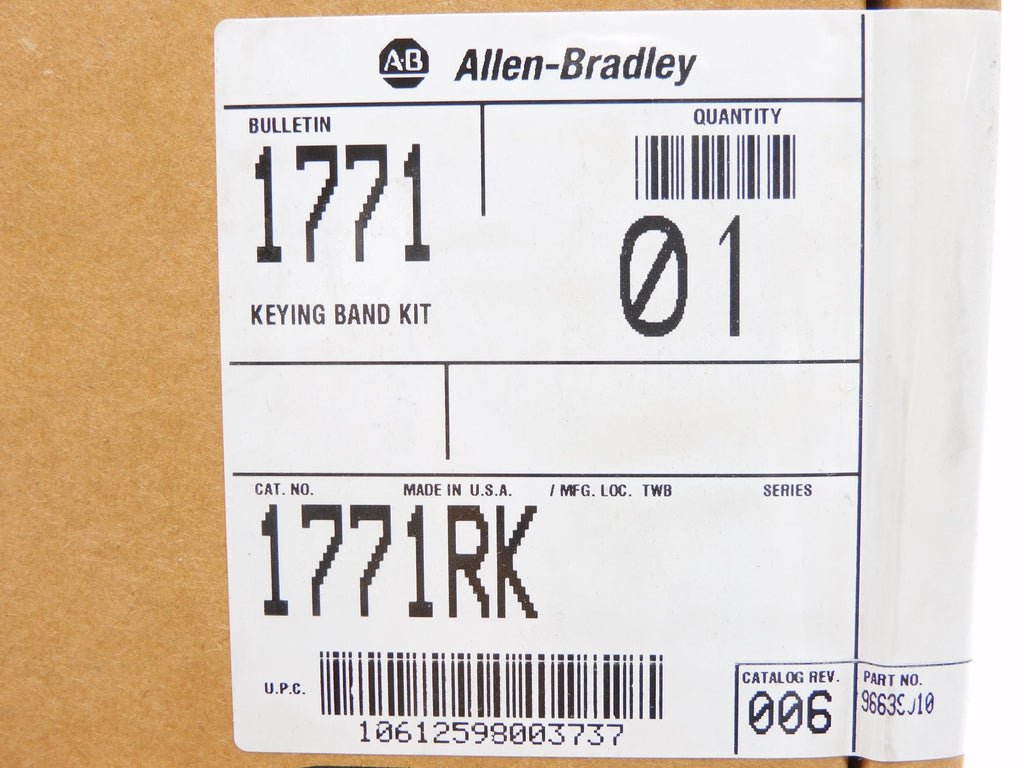 A·B Allen-Bradley
BULLETIN
1771
KEYING BAND KIT
QUANTITY
01
CAT. NO. MADE IN U.S.A. / MFG. LOC. TWB SERIES
1771RK
U.P.C.
10612598003737
CATALOG REV.
006
PART NO.